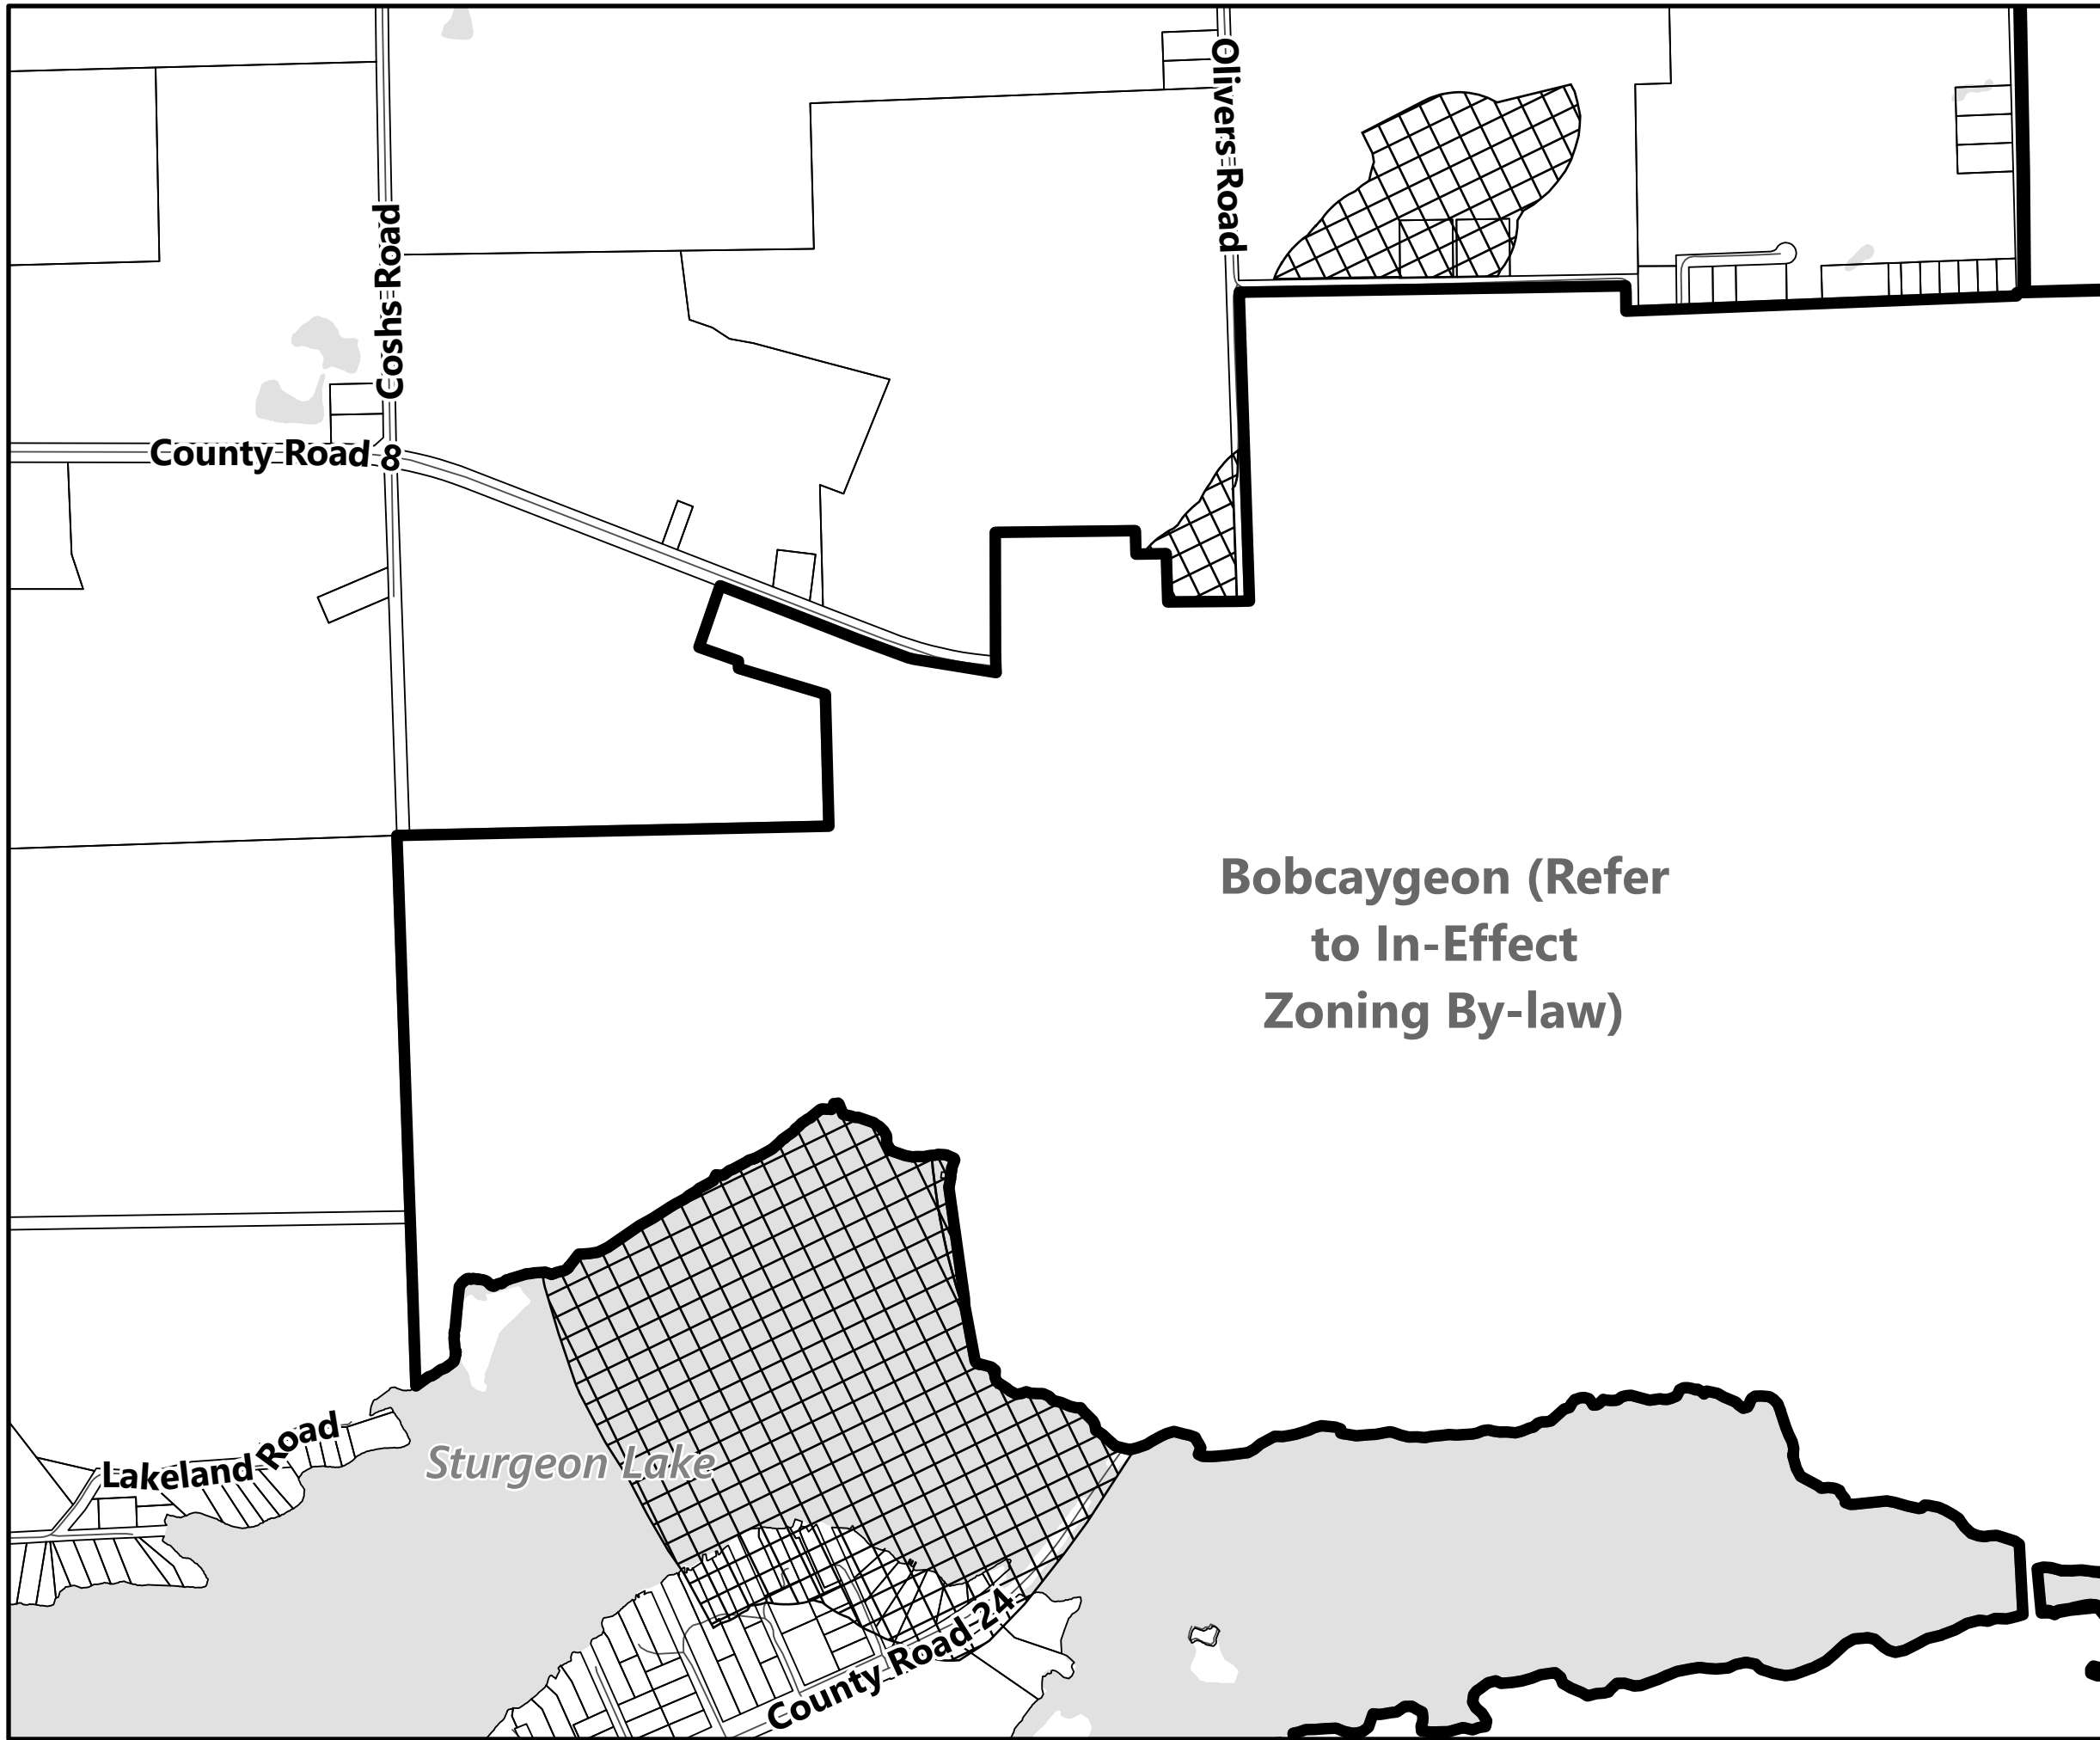 Olivers Road
Coshs Road
County Road 8
Bobcaygeon (Refer
to In-Effect
Zoning By-law)
Sturgeon Lake
Lakeland Road
County Road 24